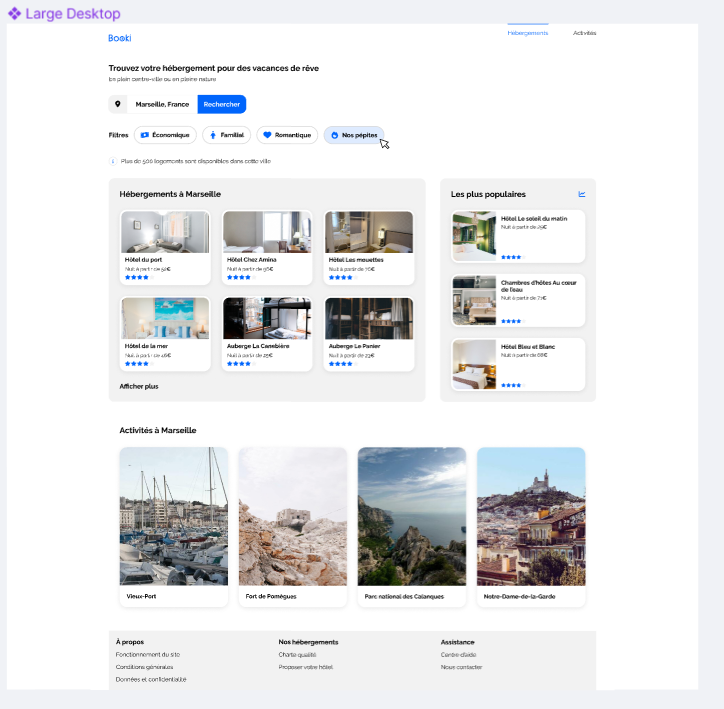 Large Desktop
Booki
Hébergements
Activités
Trouvez votre hébergement pour des vacances de rêve
En plein centre-ville ou en pleine nature
Marseille, France
Rechercher
Filtres
Économique
Familial
Romantique
Nos pépites
Plus de 500 logements sont disponibles dans cette ville
Hébergements à Marseille
Hôtel du port
Nuit à partir de 52€
Hôtel Chez Amina
Nuit à partir de 96€
Hôtel Les mouettes
Nuit à partir de 76€
Hôtel de la mer
Nuit à partir de 46€
Auberge La Canebière
Nuit à partir de 25€
Auberge Le Panier
Nuit à partir de 23€
Afficher plus
Les plus populaires
Hôtel Le soleil du matin
Nuit à partir de 25€
Chambres d'hôtes Au cœur
de l'eau
Nuit à partir de 71€
Hôtel Bleu et Blanc
Nuit à partir de 68€
Activités à Marseille
Vieux-Port
Fort de Pomègues
Parc national des Calanques
Notre-Dame-de-la-Garde
À propos
Fonctionnement du site
Conditions générales
Données et confidentialité
Nos hébergements
Charte qualité
Proposer votre hôtel
Assistance
Centre d'aide
Nous contacter